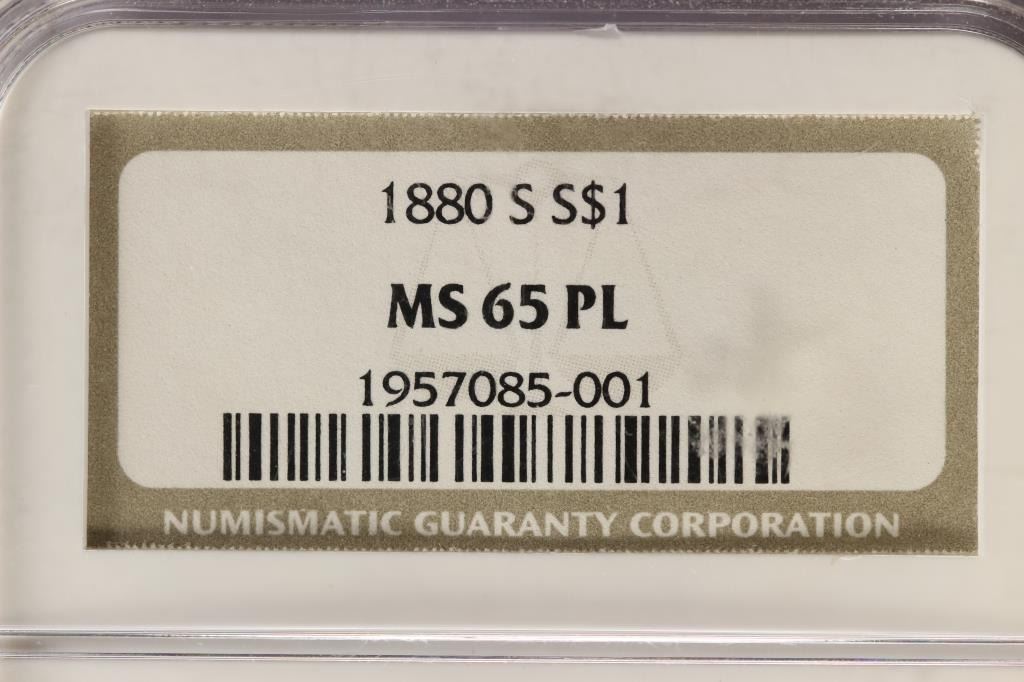 1880 S S$1
MS 65 PL
1957085-001
NUMISMATIC GUARANTY CORPORATION